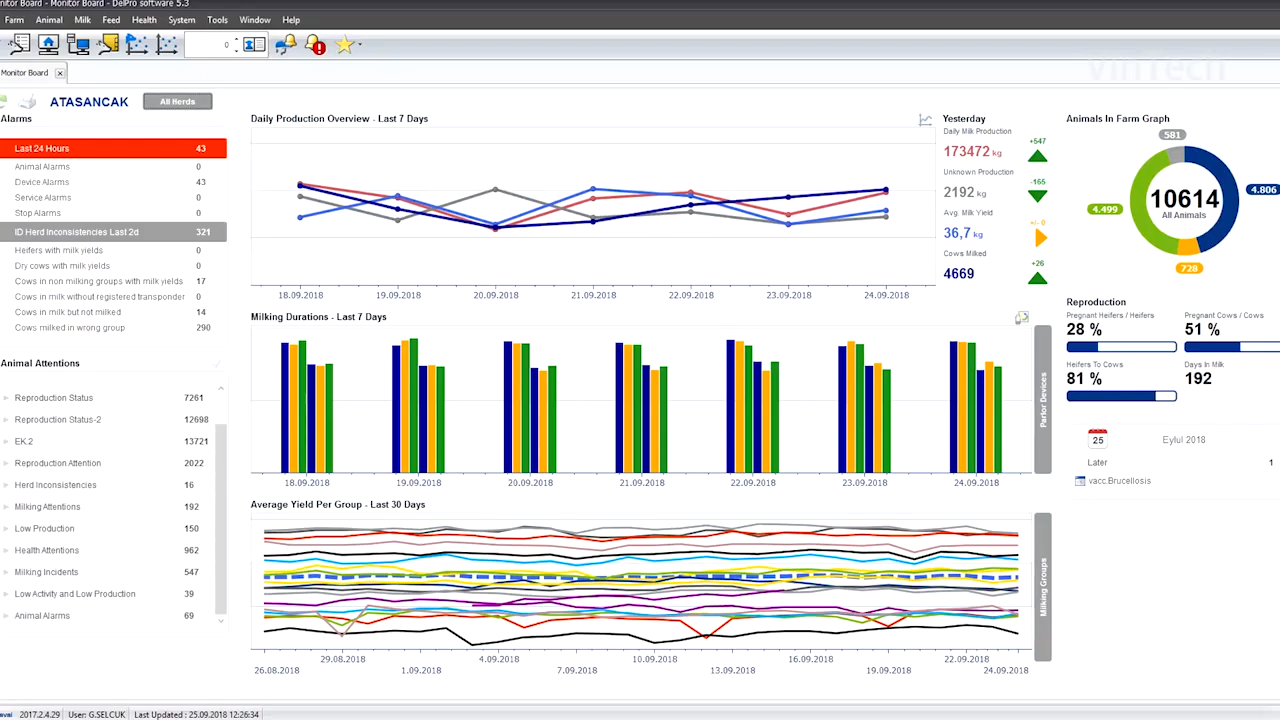 nitor Board - Monitor Board - DelPro software 5.3
Farm Animal Milk Feed Health System Tools Window Help
0
Monitor Board
VinTech
ATASANCAK All Herds
Alarms
Last 24 Hours 43
Animal Alarms 0
Device Alarms 43
Service Alarms 0
Stop Alarms 0
ID Herd Inconsistencies Last 2d 321
Heifers with milk yields 0
Dry cows with milk yields 0
Cows in non milking groups with milk yields 17
Cows in milk without registered transponder 0
Cows in milk but not milked 14
Cows milked in wrong group 290
Animal Attentions
Reproduction Status 7261
Reproduction Status-2 12698
EK.2 13721
Reproduction Attention 2022
Herd Inconsistencies 16
Milking Attentions 192
Low Production 150
Health Attentions 962
Milking Incidents 547
Low Activity and Low Production 39
Animal Alarms 69
Daily Production Overview - Last 7 Days
18.09.2018 19.09.2018 20.09.2018 21.09.2018 22.09.2018 23.09.2018 24.09.2018
Yesterday
Daily Milk Production
173472 kg +547
Unknown Production
2192 kg -165
Avg. Milk Yield
36,7 kg +/- 0
Cows Milked
4669 +26
Milking Durations - Last 7 Days
Parlor Devices
18.09.2018 19.09.2018 20.09.2018 21.09.2018 22.09.2018 23.09.2018 24.09.2018
Average Yield Per Group - Last 30 Days
Milking Groups
29.08.2018 4.09.2018 10.09.2018 16.09.2018 22.09.2018
26.08.2018 1.09.2018 7.09.2018 13.09.2018 19.09.2018 24.09.2018
Animals In Farm Graph
581
4.806
4.499
10614
All Animals
728
Reproduction
Pregnant Heifers / Heifers Pregnant Cows / Cows
28 % 51 %
Heifers To Cows Days In Milk
81 % 192
25 Eylul 2018
Later 1
vacc.Brucellosis
aval 2017.2.4.29 User: G.SELCUK Last Updated : 25.09.2018 12:26:34